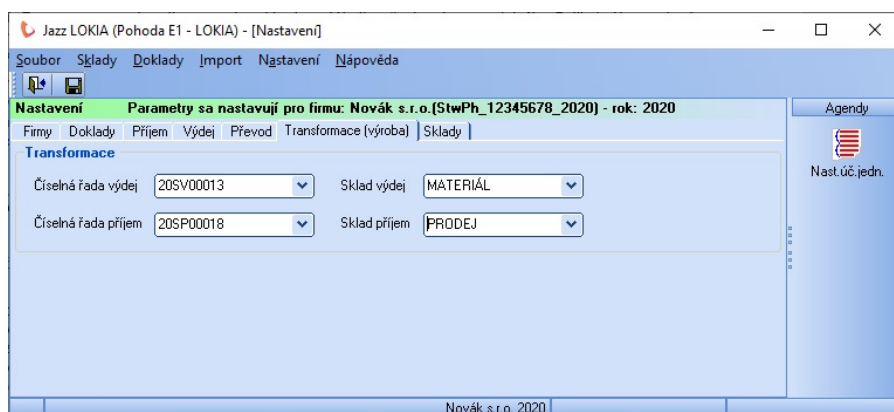 Jazz LOKIA (Pohoda E1 - LOKIA) - [Nastavení]
Soubor Sklady Doklady Import Nastavení Nápověda
Nastavení Parametry sa nastavují pro firmu: Novák s.r.o.(StwPh_12345678_2020) - rok: 2020
Agendy
Firmy Doklady Příjem Výdej Převod Transformace (výroba) Sklady
Transformace
Nast.úč.jedn.
Číselná řada výdej 20SV00013 Sklad výdej MATERIÁL
Číselná řada příjem 20SP00018 Sklad příjem PRODEJ
Novák s.r.o. 2020